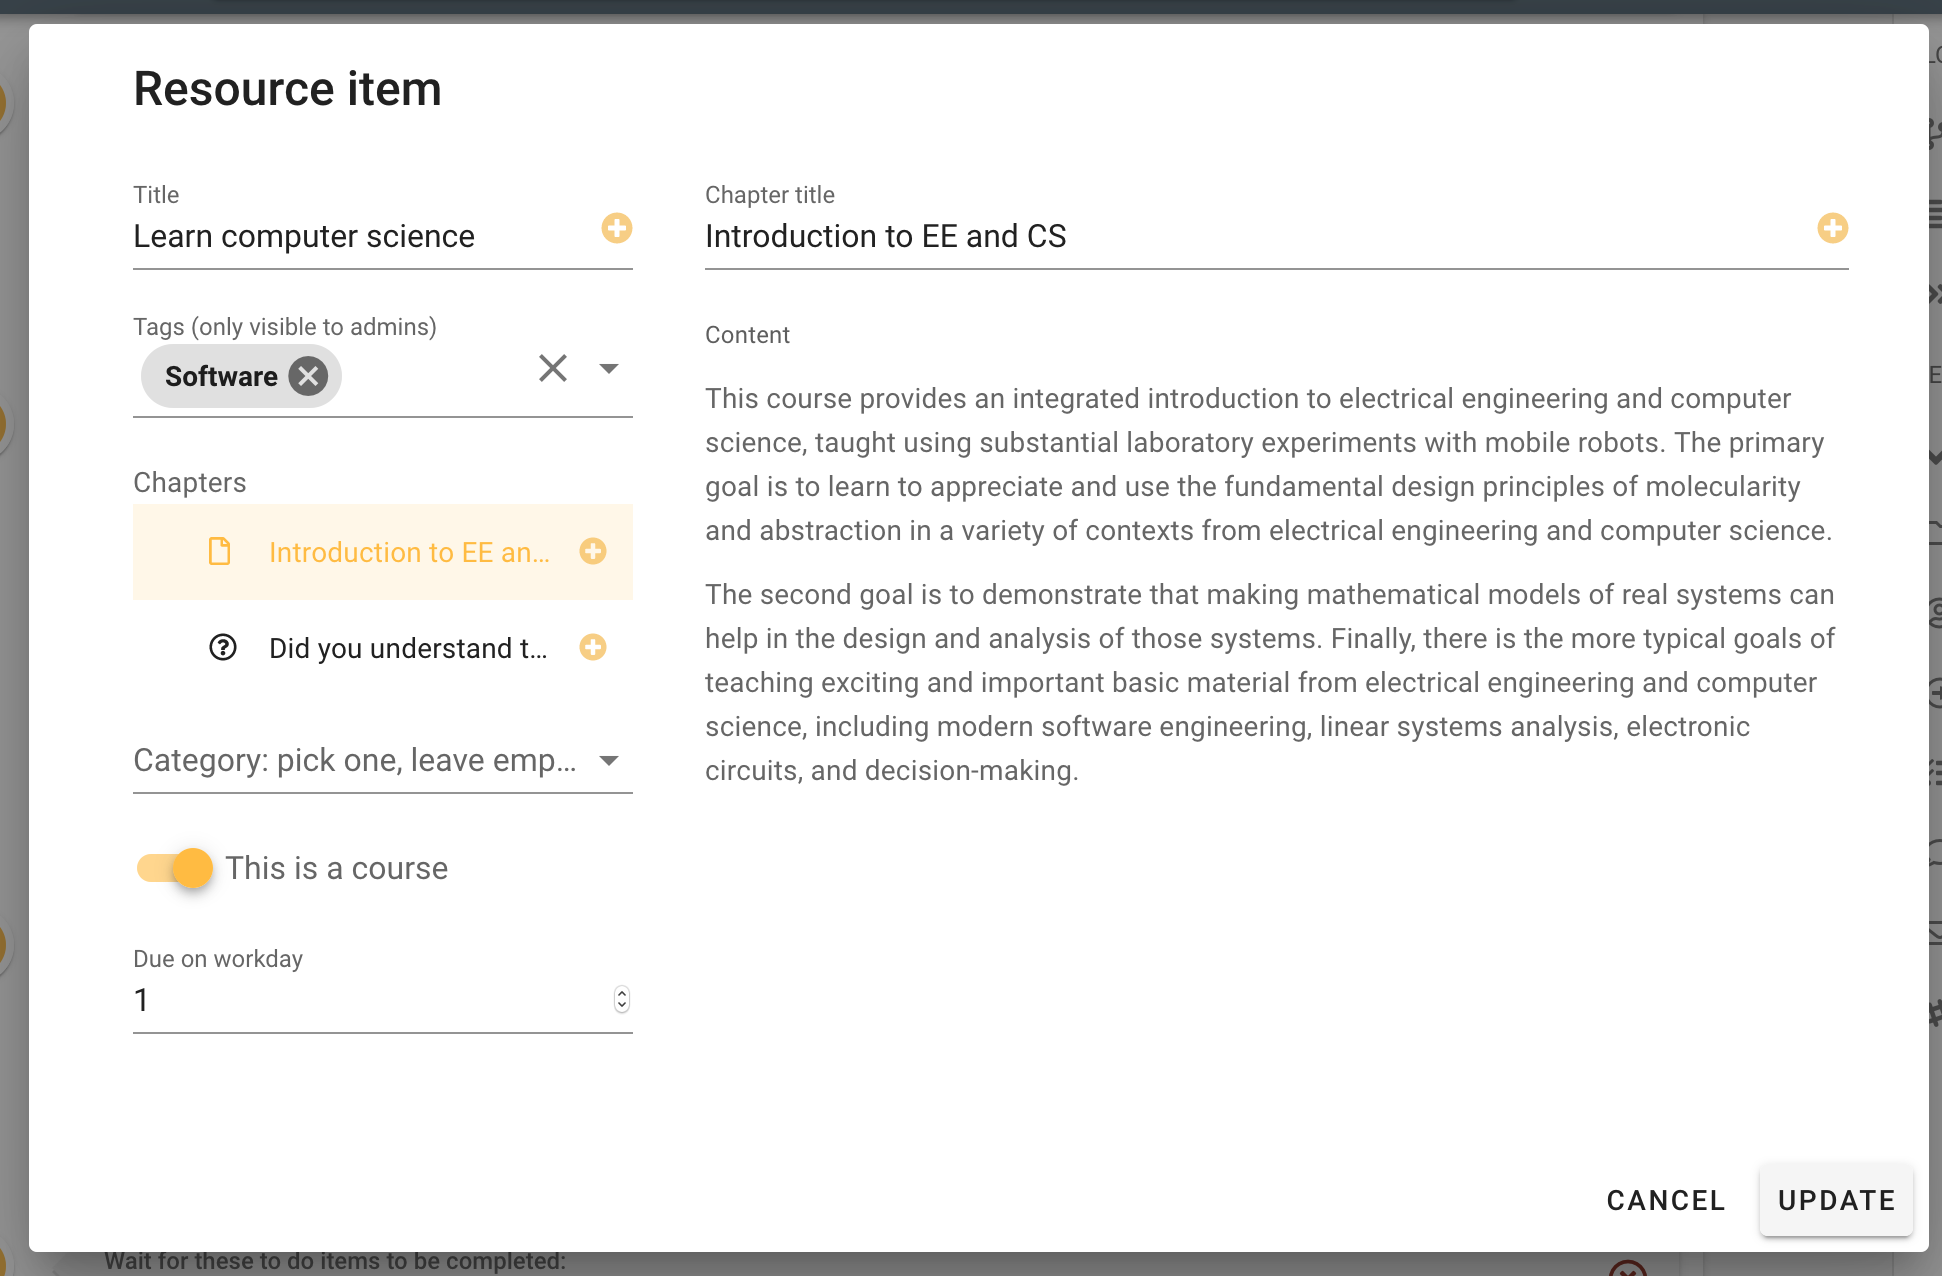 Resource item
Title
Learn computer science
Tags (only visible to admins)
Software
Chapters
Introduction to EE an...
Did you understand t...
Category: pick one, leave emp...
This is a course
Due on workday
1
Chapter title
Introduction to EE and CS
Content
This course provides an integrated introduction to electrical engineering and computer
science, taught using substantial laboratory experiments with mobile robots. The primary
goal is to learn to appreciate and use the fundamental design principles of molecularity
and abstraction in a variety of contexts from electrical engineering and computer science.
The second goal is to demonstrate that making mathematical models of real systems can
help in the design and analysis of those systems. Finally, there is the more typical goals of
teaching exciting and important basic material from electrical engineering and computer
science, including modern software engineering, linear systems analysis, electronic
circuits, and decision-making.
CANCEL
UPDATE
Wait for these to do items to be completed: